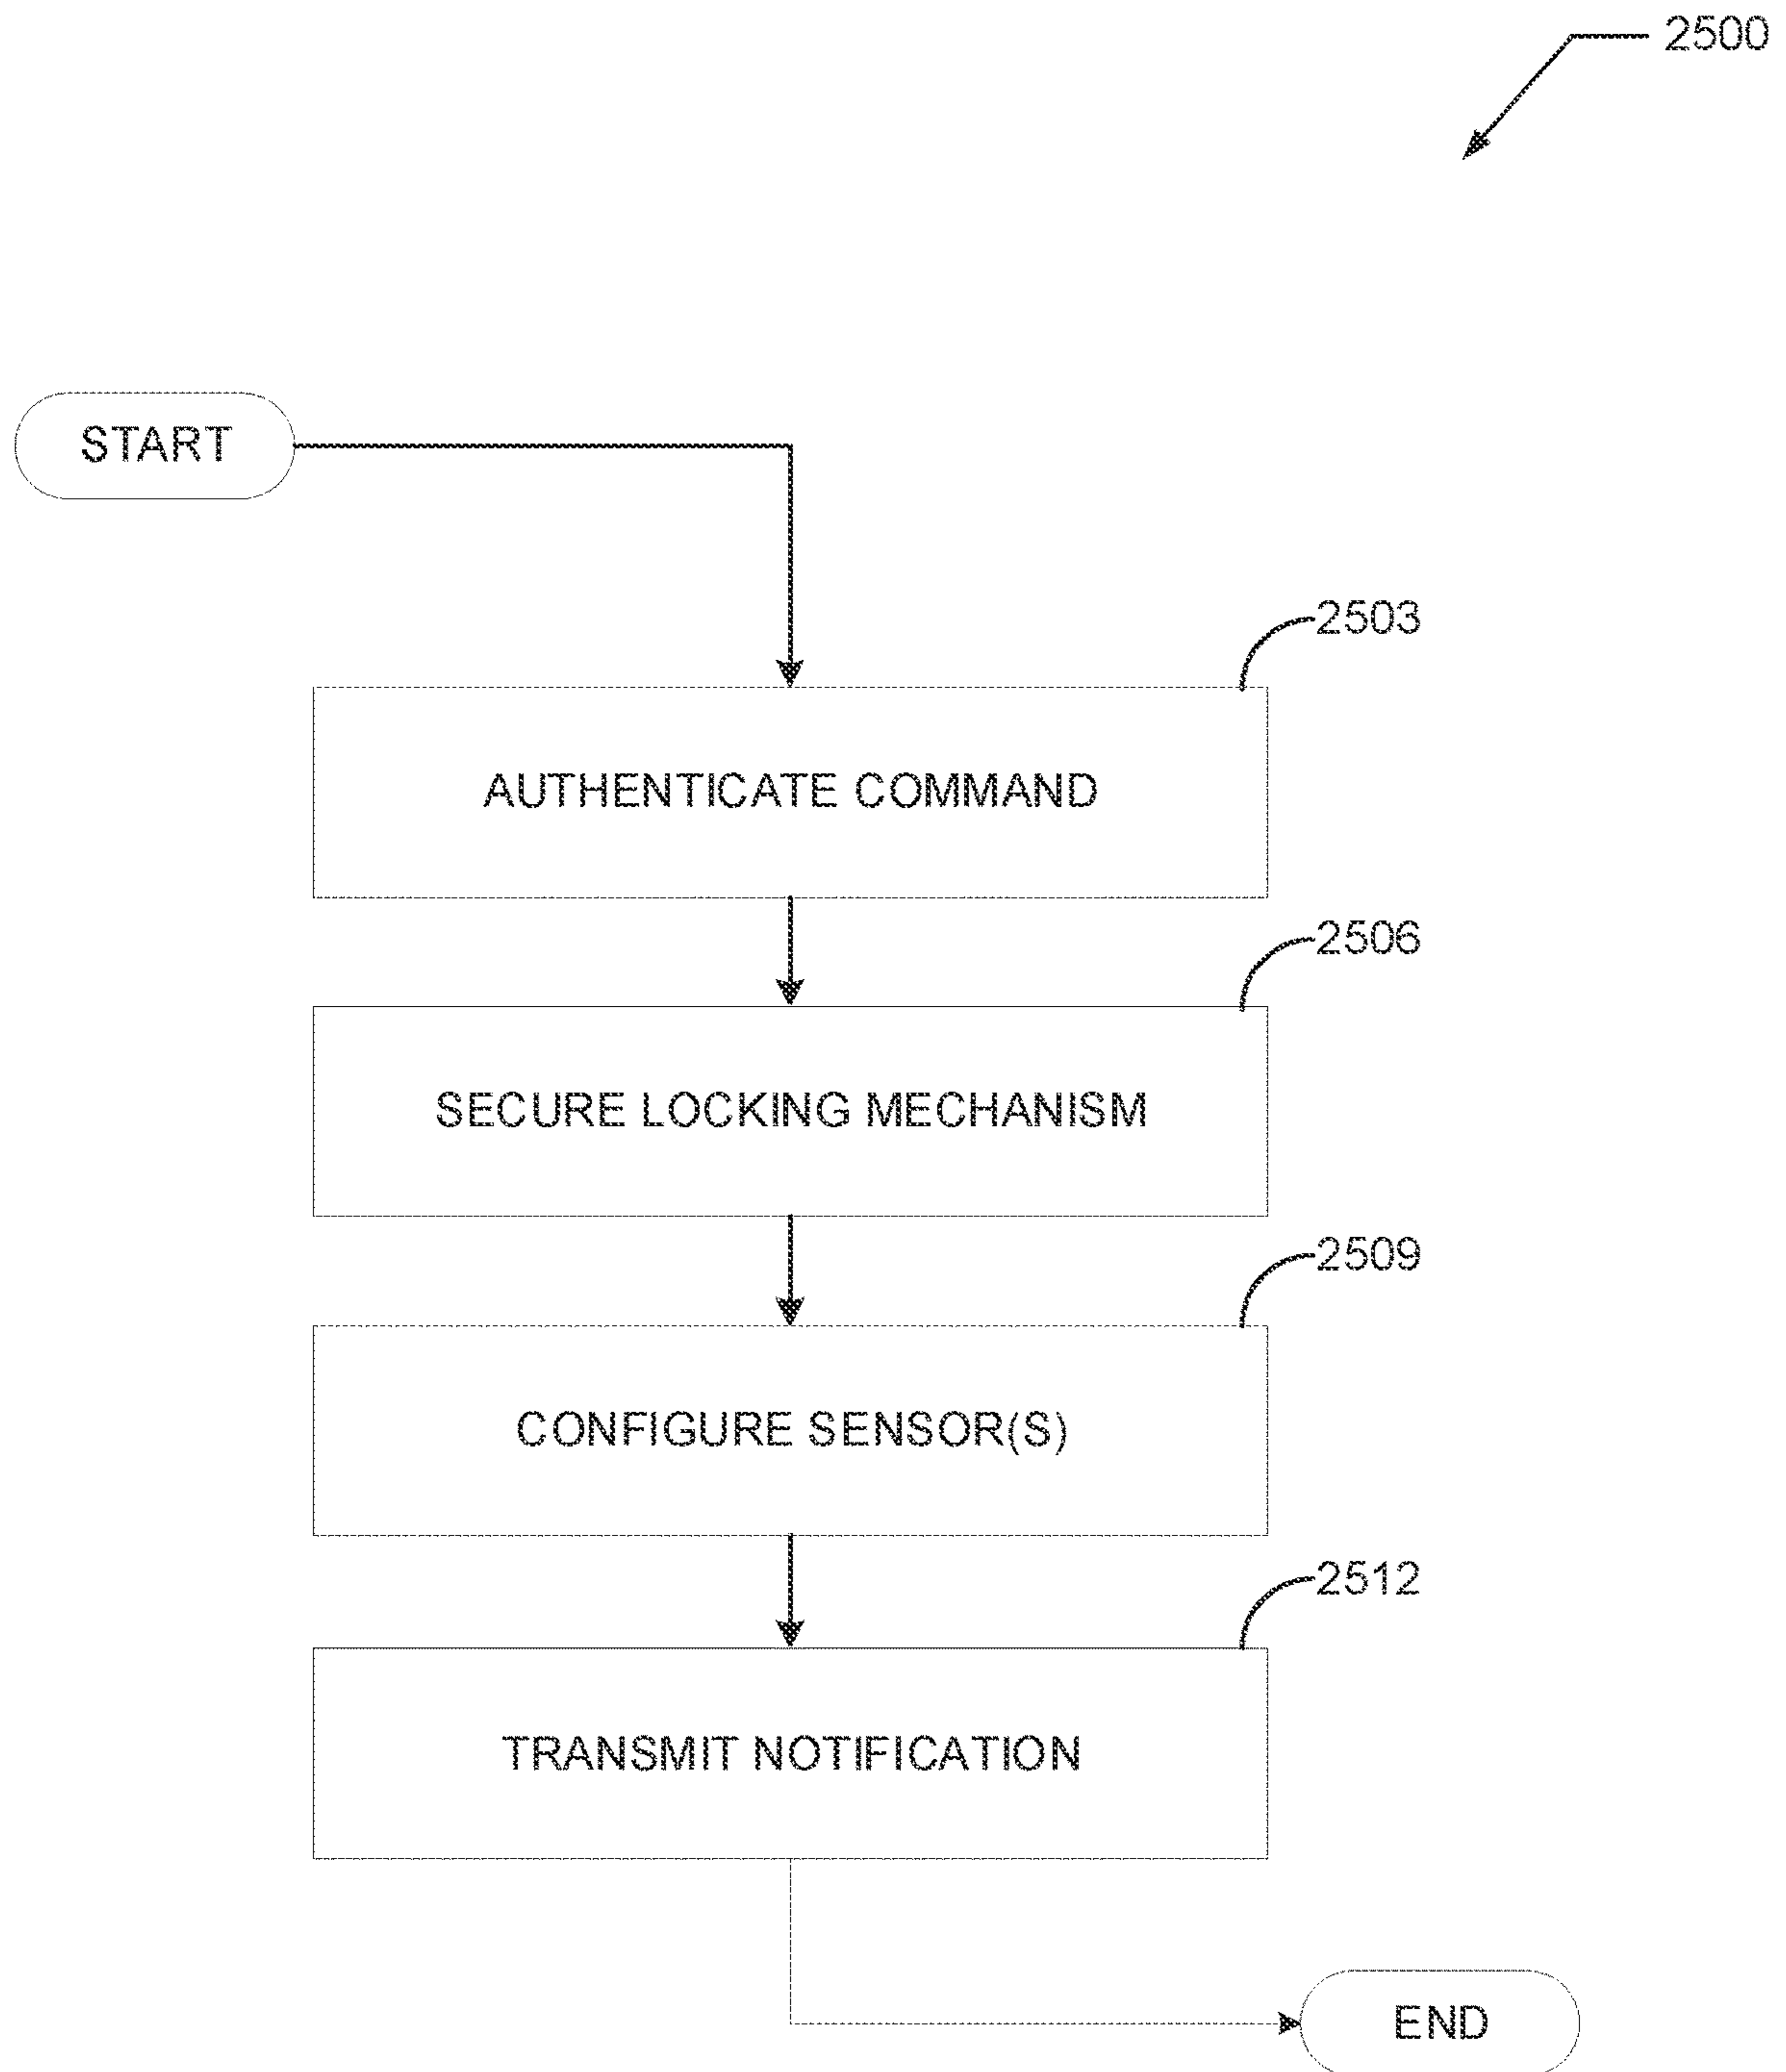 2500
START
2503
AUTHENTICATE COMMAND
2506
SECURE LOCKING MECHANISM
2509
CONFIGURE SENSOR(S)
2512
TRANSMIT NOTIFICATION
END